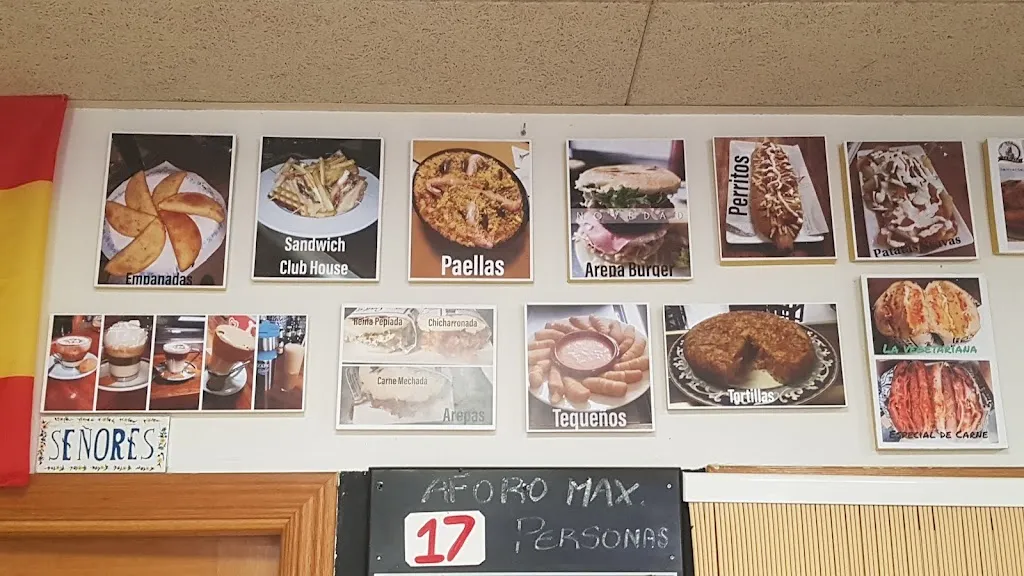 Empanadas
Sandwich
Club House
Paellas
NOVEDAD
Arepa Burger
Perritos
Patatas Bravas
Reina Pepiada
Chicharronada
Carne Mechada
Arepas
Tequeños
Tortillas
LA VEGETARIANA
ESPECIAL DE CARNE
SEÑORES
AFORO MAX.
17 PERSONAS